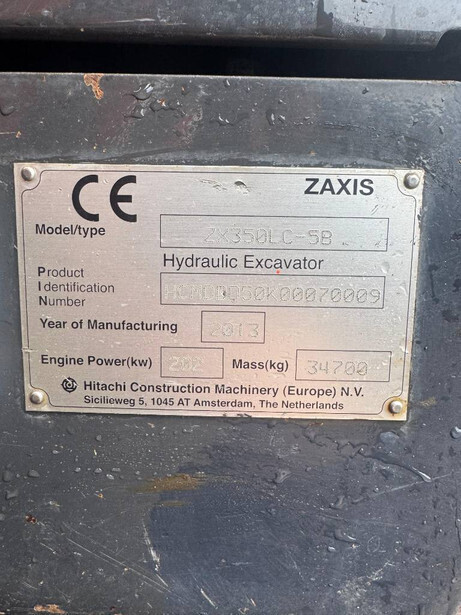 CE ZAXIS
Model/type ZX350LC-5B
Hydraulic Excavator
Product
Identification
Number
Year of Manufacturing 2013
Engine Power(kw) 202 Mass(kg) 34700
Hitachi Construction Machinery (Europe) N.V.
Sicilieweg 5, 1045 AT Amsterdam, The Netherlands